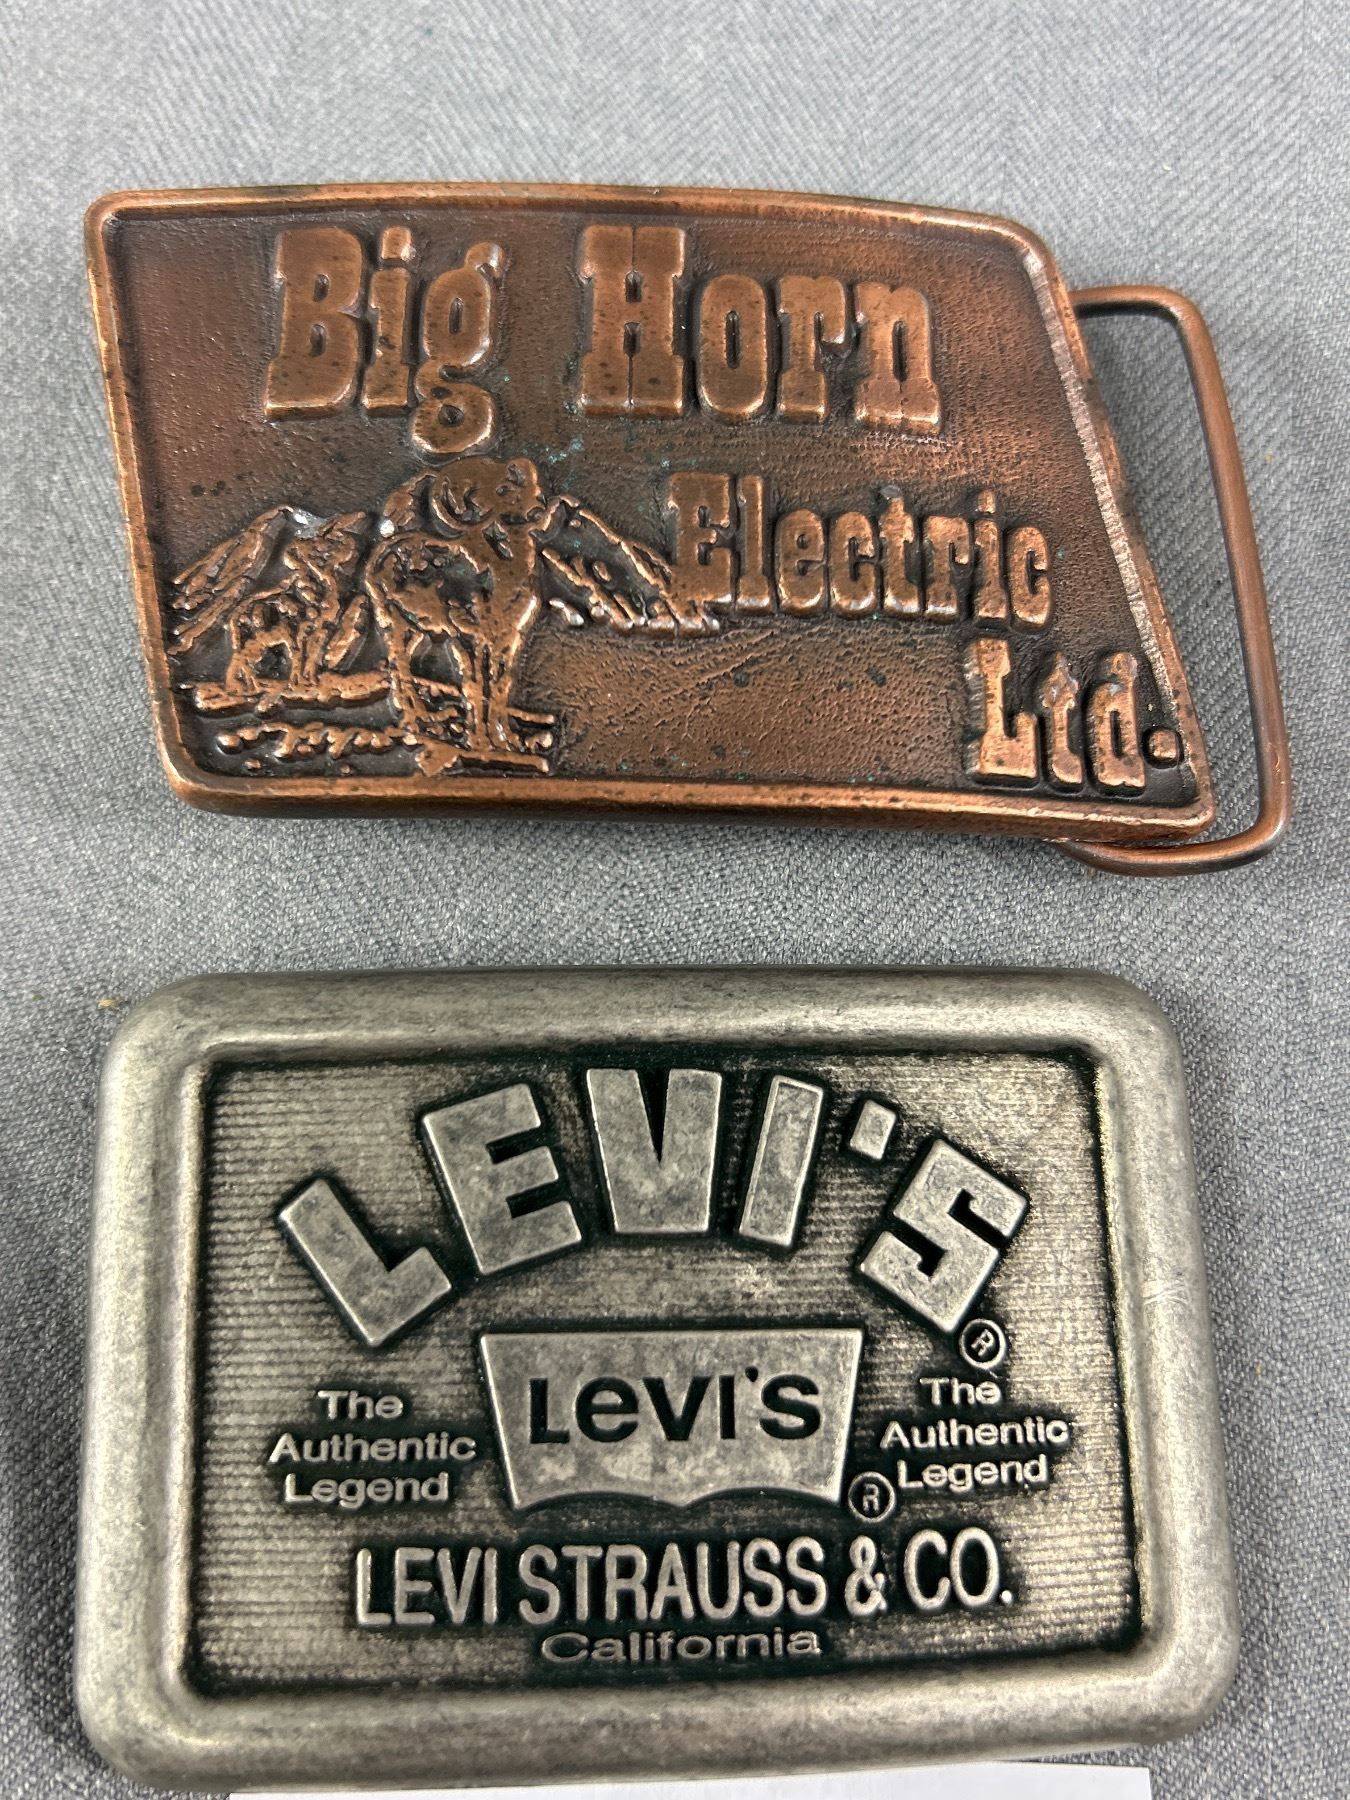 Big Horn
Electric
Ltd.
LEVI'S®
The
Authentic
Legend
Levi's®
The
Authentic
Legend
LEVI STRAUSS & CO.
California